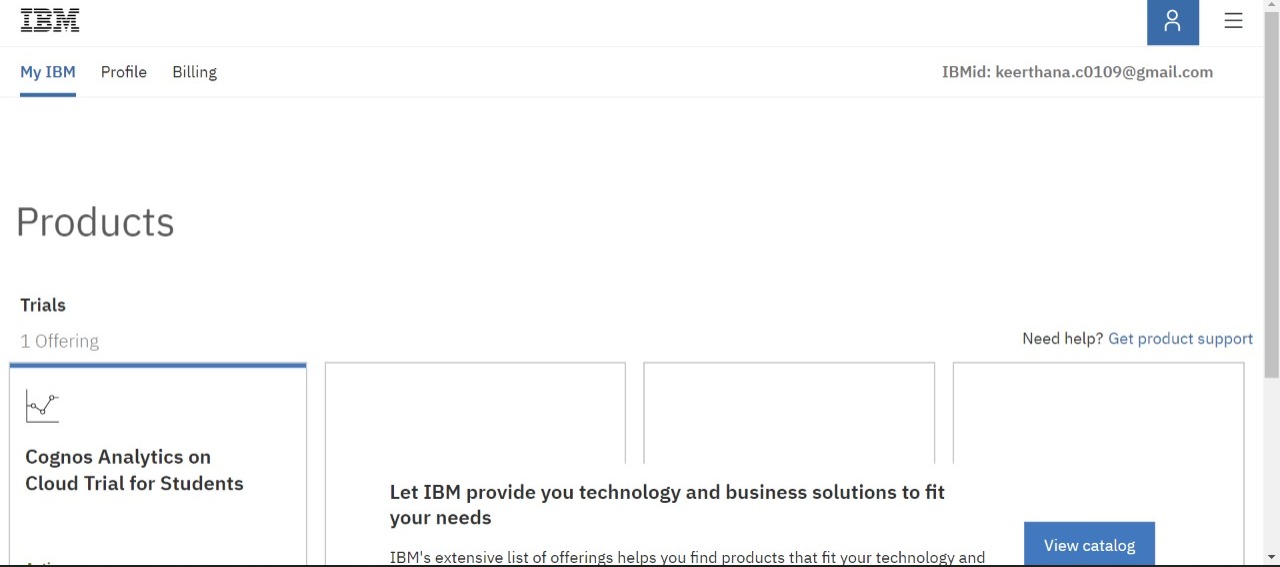 IBM
My IBM Profile Billing IBMid: keerthana.c0109@gmail.com
Products
Trials
1 Offering
Need help? Get product support
Cognos Analytics on
Cloud Trial for Students
Let IBM provide you technology and business solutions to fit
your needs
IBM's extensive list of offerings helps you find products that fit your technology and
View catalog